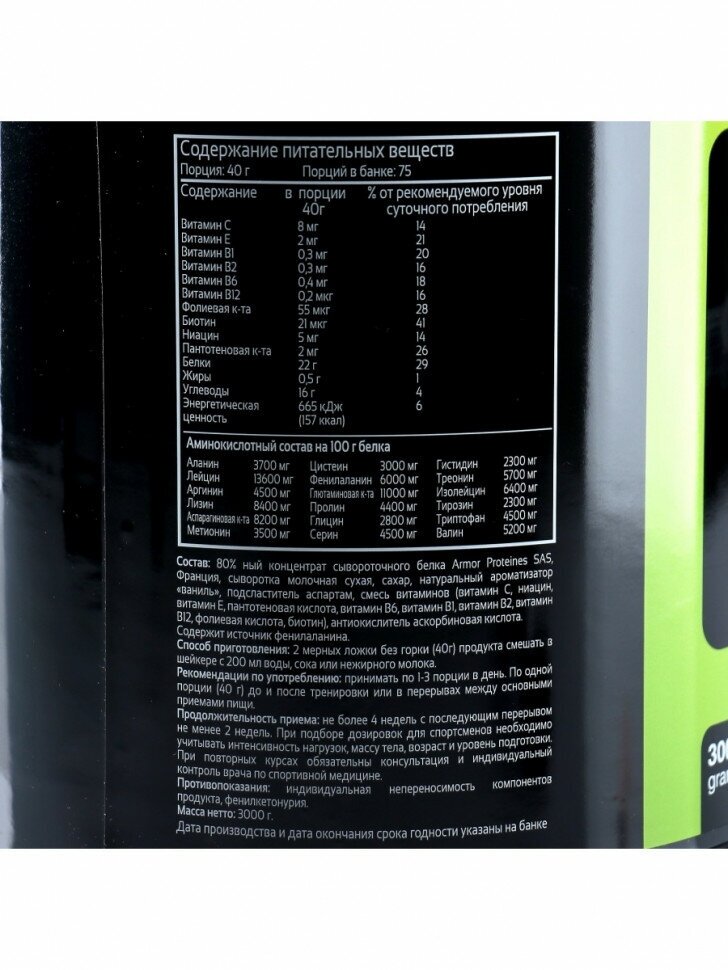 Содержание питательных веществ
Порция: 40 г Порций в банке: 75
Содержание в порции 40г % от рекомендуемого уровня суточного потребления
Витамин С 8 мг 14
Витамин Е 2 мг 21
Витамин В1 0,3 мг 20
Витамин В2 0,3 мг 16
Витамин В6 0,4 мг 18
Витамин В12 0,2 мкг 16
Фолиевая к-та 55 мкг 28
Биотин 21 мкг 41
Ниацин 5 мг 14
Пантотеновая к-та 2 мг 26
Белки 22 г 29
Жиры 0,5 г 1
Углеводы 16 г 4
Энергетическая 665 кДж 6
ценность (157 ккал)
Аминокислотный состав на 100 г белка
Аланин 3700 мг Цистеин 3000 мг Гистидин 2300 мг
Лейцин 13600 мг Фенилаланин 6000 мг Треонин 5700 мг
Аргинин 4500 мг Глютаминовая к-та 11000 мг Изолейцин 6400 мг
Лизин 8400 мг Пролин 4400 мг Тирозин 2300 мг
Аспарагиновая к-та 8200 мг Глицин 2800 мг Триптофан 4500 мг
Метионин 3500 мг Серин 4500 мг Валин 5200 мг
Состав: 80% ный концентрат сывороточного белка Armor Proteines SAS,
Франция, сыворотка молочная сухая, сахар, натуральный ароматизатор
«ваниль», подсластитель аспартам, смесь витаминов (витамин С, ниацин,
витамин Е, пантотеновая кислота, витамин В6, витамин В1, витамин В2, витамин
В12, фолиевая кислота, биотин), антиокислитель аскорбиновая кислота.
Содержит источник фенилаланина.
Способ приготовления: 2 мерных ложки без горки (40г) продукта смешать в
шейкере с 200 мл воды, сока или нежирного молока.
Рекомендации по употреблению: принимать по 1-3 порции в день. По одной
порции (40 г) до и после тренировки или в перерывах между основными
приемами пищи.
Продолжительность приема: не более 4 недель с последующим перерывом
не менее 2 недель. При подборе дозировок для спортсменов необходимо
учитывать интенсивность нагрузок, массу тела, возраст и уровень подготовки.
При повторных курсах обязательны консультация и индивидуальный
контроль врача по спортивной медицине.
Противопоказания: индивидуальная непереносимость компонентов
продукта, фенилкетонурия.
Масса нетто: 3000 г.
Дата производства и дата окончания срока годности указаны на банке
300
gra